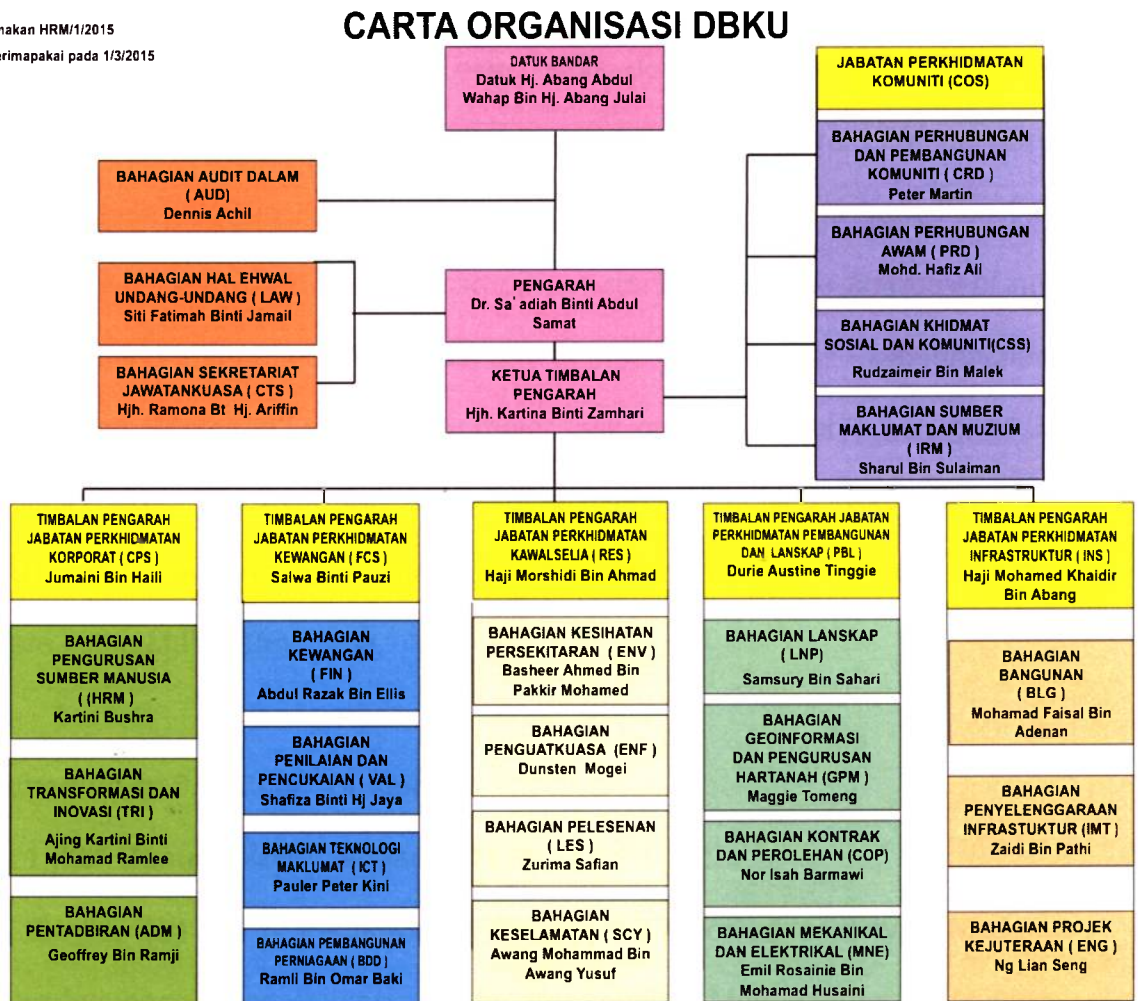 CARTA ORGANISASI DBKU
nakan HRM/1/2015
erimapakai pada 1/3/2015
DATUK BANDAR
Datuk Hj. Abang Abdul
Wahap Bin Hj. Abang Julai
JABATAN PERKHIDMATAN
KOMUNITI (COS)
BAHAGIAN PERHUBUNGAN
DAN PEMBANGUNAN
KOMUNITI ( CRD )
Peter Martin
BAHAGIAN AUDIT DALAM
( AUD)
Dennis Achil
BAHAGIAN PERHUBUNGAN
AWAM ( PRD )
Mohd. Hafiz Ali
BAHAGIAN HAL EHWAL
UNDANG-UNDANG ( LAW )
Siti Fatimah Binti Jamail
PENGARAH
Dr. Sa'adiah Binti Abdul
Samat
BAHAGIAN KHIDMAT
SOSIAL DAN KOMUNITI(CSS)
Rudzaimeir Bin Malek
BAHAGIAN SEKRETARIAT
JAWATANKUASA ( CTS )
Hjh. Ramona Bt Hj. Ariffin
KETUA TIMBALAN
PENGARAH
Hjh. Kartina Binti Zamhari
BAHAGIAN SUMBER
MAKLUMAT DAN MUZIUM
( IRM )
Sharul Bin Sulaiman
TIMBALAN PENGARAH
JABATAN PERKHIDMATAN
KORPORAT ( CPS )
Jumaini Bin Haili
BAHAGIAN
PENGURUSAN
SUMBER MANUSIA
((HRM )
Kartini Bushra
BAHAGIAN
TRANSFORMASI DAN
INOVASI (TRI )
Ajing Kartini Binti
Mohamad Ramlee
BAHAGIAN
PENTADBIRAN (ADM )
Geoffrey Bin Ramji
TIMBALAN PENGARAH
JABATAN PERKHIDMATAN
KEWANGAN ( FCS )
Salwa Binti Pauzi
BAHAGIAN
KEWANGAN
( FIN )
Abdul Razak Bin Ellis
BAHAGIAN
PENILAIAN DAN
PENCUKAIAN ( VAL )
Shafiza Binti Hj Jaya
BAHAGIAN TEKNOLOGI
MAKLUMAT ( ICT )
Pauler Peter Kini
BAHAGIAN PEMBANGUNAN
PERNIAGAAN ( BDD )
Ramli Bin Omar Baki
TIMBALAN PENGARAH
JABATAN PERKHIDMATAN
KAWALSELIA ( RES )
Haji Morshidi Bin Ahmad
BAHAGIAN KESIHATAN
PERSEKITARAN ( ENV )
Basheer Ahmed Bin
Pakkir Mohamed
BAHAGIAN
PENGUATKUASA (ENF )
Dunsten Mogei
BAHAGIAN PELESENAN
( LES )
Zurima Safian
BAHAGIAN
KESELAMATAN ( SCY )
Awang Mohammad Bin
Awang Yusuf
TIMBALAN PENGARAH JABATAN
PERKHIDMATAN PEMBANGUNAN
DAN LANSKAP ( PBL )
Durie Austine Tinggie
BAHAGIAN LANSKAP
( LNP)
Samsury Bin Sahari
BAHAGIAN
GEOINFORMASI
DAN PENGURUSAN
HARTANAH (GPM )
Maggie Tomeng
BAHAGIAN KONTRAK
DAN PEROLEHAN (COP)
Nor Isah Barmawi
BAHAGIAN MEKANIKAL
DAN ELEKTRIKAL (MNE)
Emil Rosainie Bin
Mohamad Husaini
TIMBALAN PENGARAH
JABATAN PERKHIDMATAN
INFRASTRUKTUR ( INS )
Haji Mohamed Khaidir
Bin Abang
BAHAGIAN
BANGUNAN
( BLG )
Mohamad Faisal Bin
Adenan
BAHAGIAN
PENYELENGGARAAN
INFRASTUKTUR (IMT )
Zaidi Bin Pathi
BAHAGIAN PROJEK
KEJUTERAAN ( ENG )
Ng Lian Seng